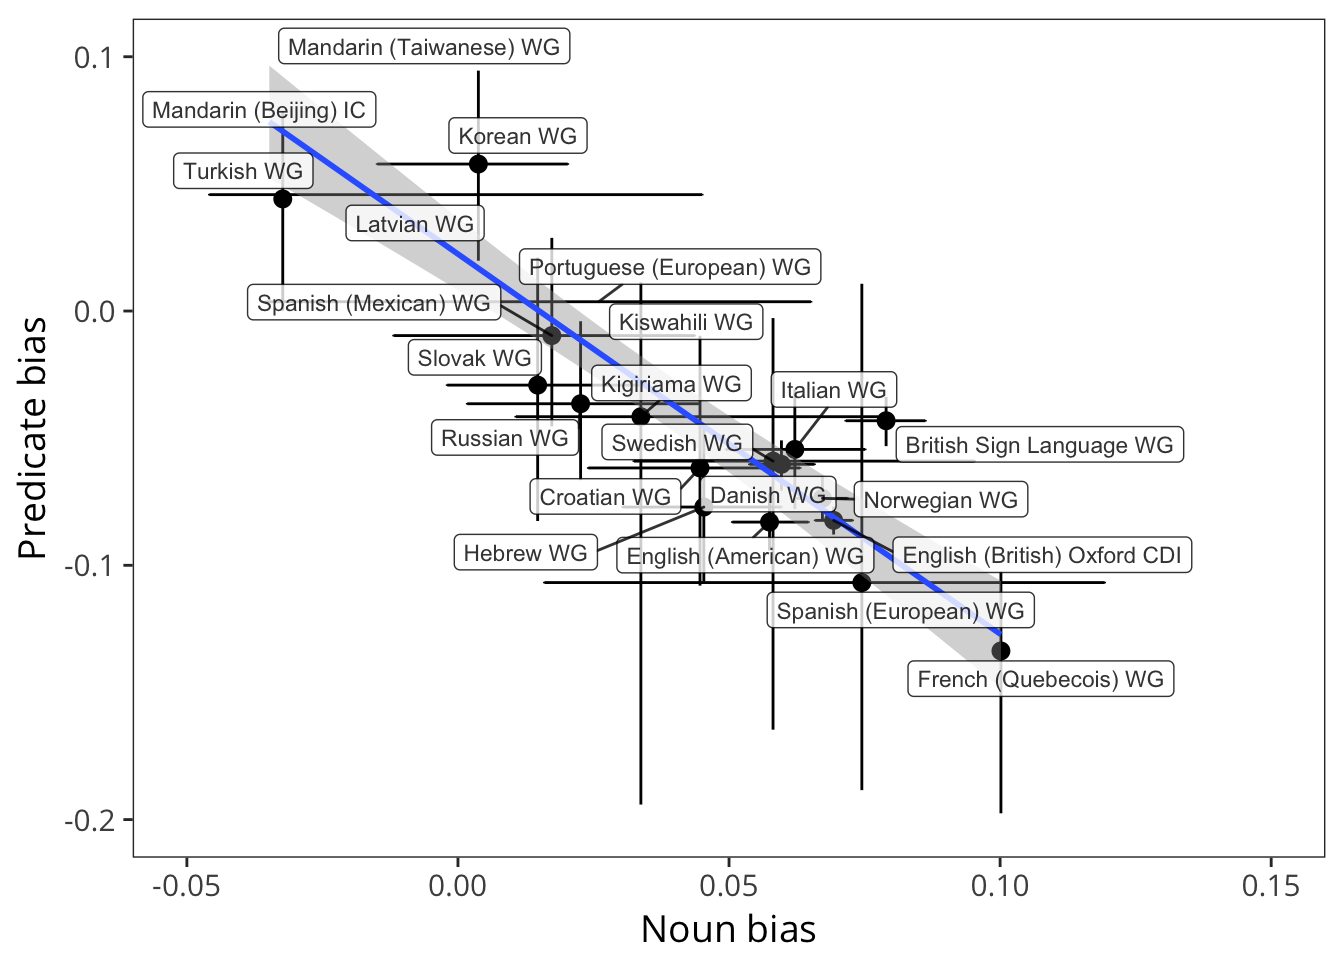 Mandarin (Taiwanese) WG
0.1
Mandarin (Beijing) IC
Korean WG
Turkish WG
Latvian WG
Portuguese (European) WG
Spanish (Mexican) WG
0.0
Kiswahili WG
Slovak WG
Kigiriama WG
Italian WG
Russian WG
Swedish WG
British Sign Language WG
Croatian WG
Danish WG
Norwegian WG
Hebrew WG
English (American) WG
English (British) Oxford CDI
-0.1
Spanish (European) WG
French (Quebecois) WG
-0.2
Predicate bias
-0.05
0.00
0.05
0.10
0.15
Noun bias